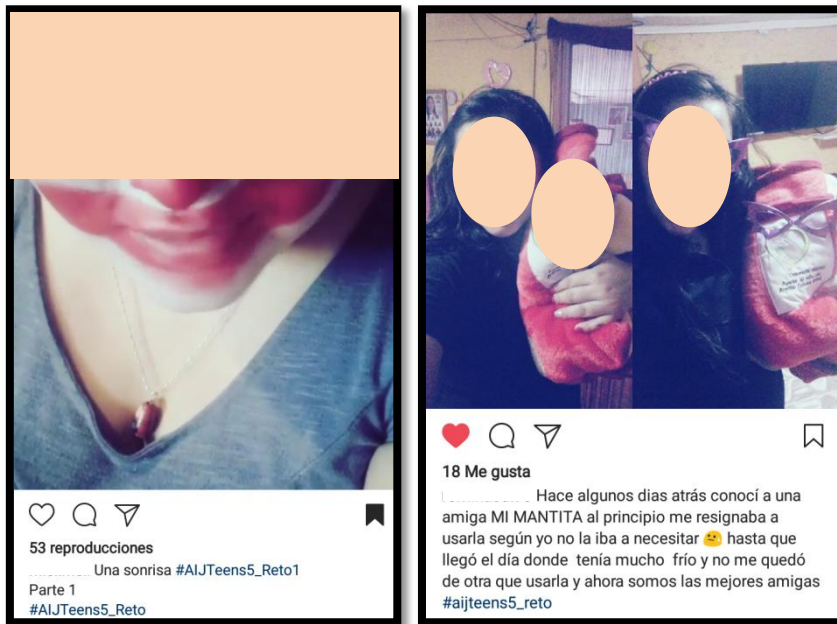 53 reproducciones
Una sonrisa #AIJTeens5_Reto1
Parte 1
#AIJTeens5_Reto
18 Me gusta
Hace algunos dias atrás conocí a una
amiga MI MANTITA al principio me resignaba a
usarla según yo no la iba a necesitar hasta que
llegó el día donde tenía mucho frío y no me quedó
de otra que usarla y ahora somos las mejores amigas
#aijteens5_reto